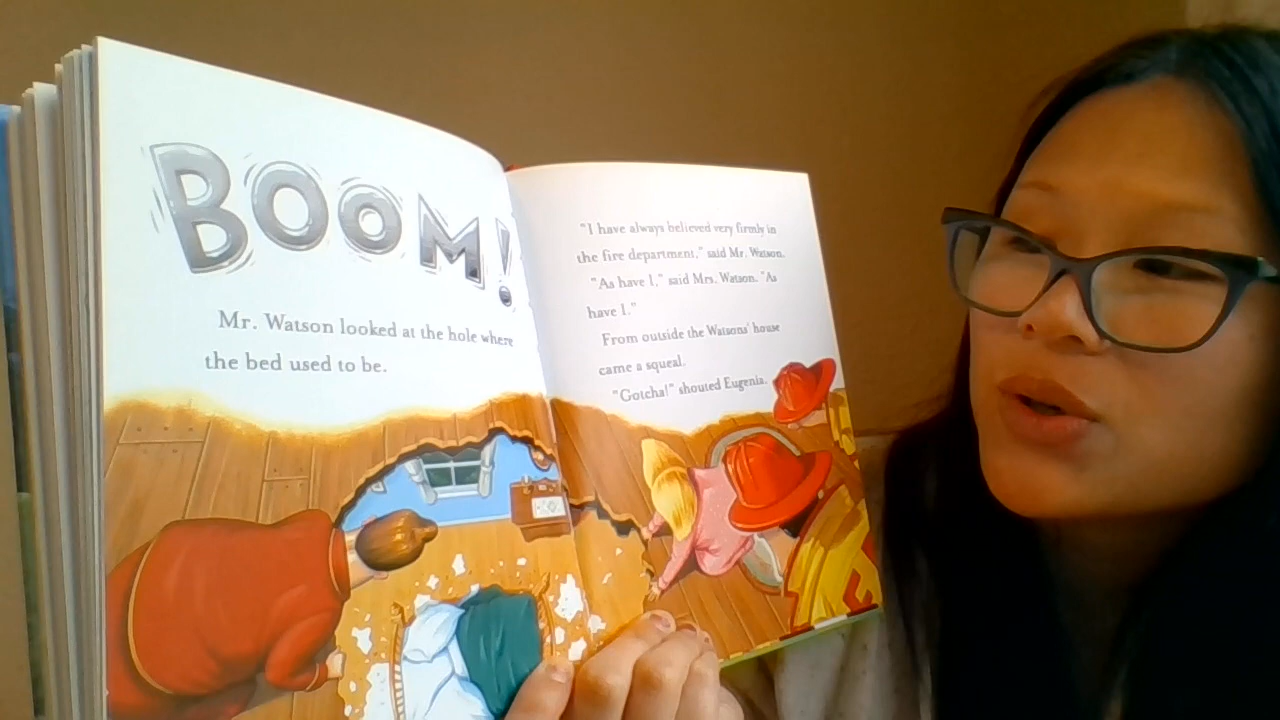 BOOM!
Mr. Watson looked at the hole where
the bed used to be.
"I have always believed very firmly in
the fire department," said Mr. Watson.
"As have I," said Mrs. Watson. "As
have I."
From outside the Watsons' house
came a squeal.
"Gotcha!" shouted Eugenia.